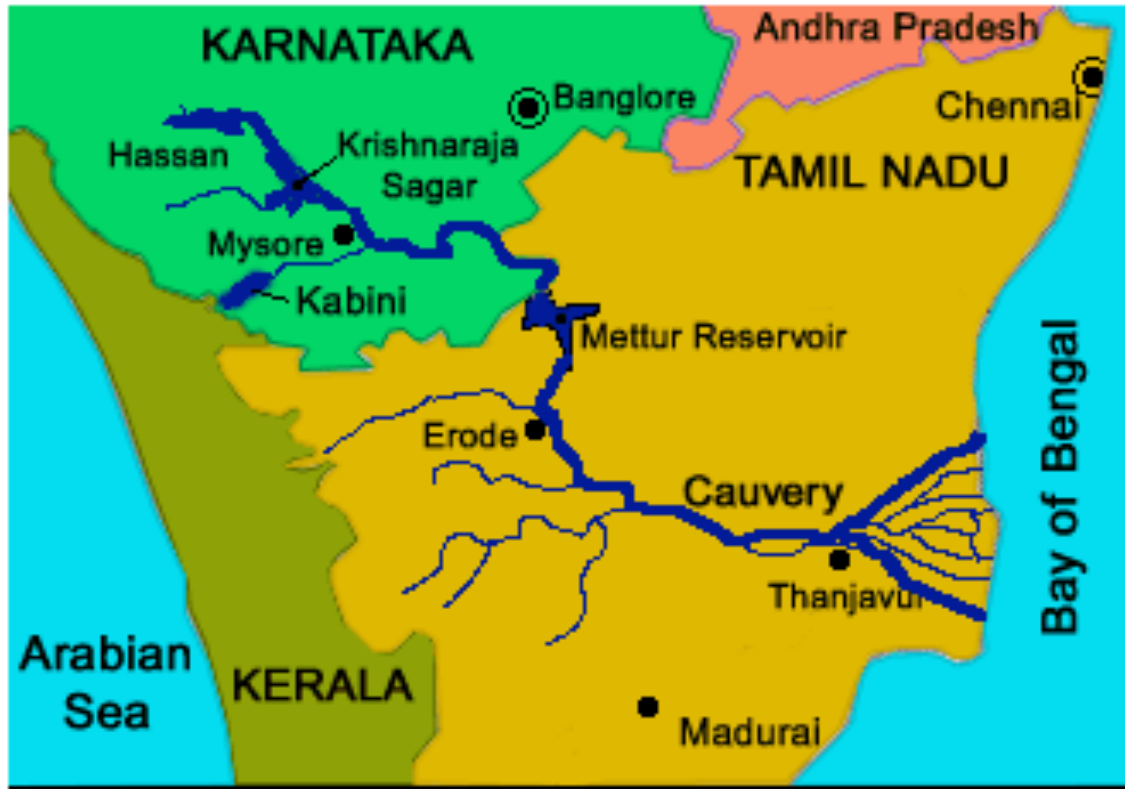 KARNATAKA
Andhra Pradesh
Banglore
Chennai
Hassan
Krishnaraja
Sagar
TAMIL NADU
Mysore
Kabini
Mettur Reservoir
Erode
Cauvery
Bay of Bengal
Thanjavur
Arabian
Sea
KERALA
Madurai